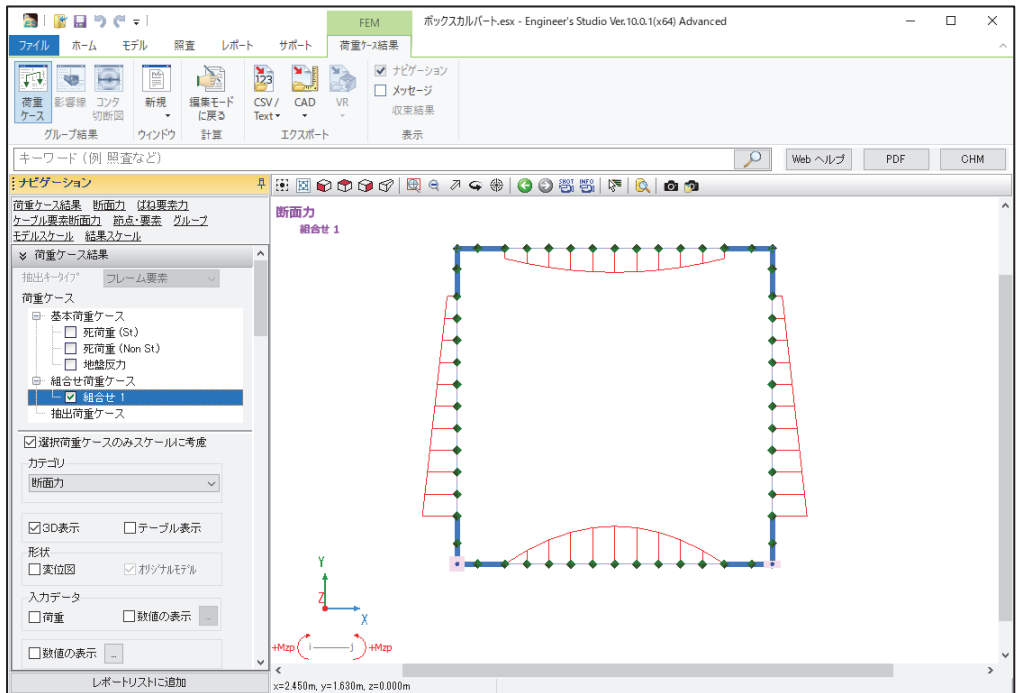 FEM
ボックスカルバート.esx - Engineer's Studio Ver.10.0.1(x64) Advanced
ファイル ホーム モデル 照査 レポート サポート 荷重ケース結果
荷重ケース
影響線
コンタ切断図
新規
編集モードに戻る
CSV/Text
CAD
VR
ナビゲーション
メッセージ
収束結果
グループ結果 ウィンドウ 計算 エクスポート 表示
キーワード (例 照査など)
Web ヘルプ PDF CHM
ナビゲーション
荷重ケース結果 断面力 ばね要素力
ケーブル要素断面力 節点・要素 グループ
モデルスケール 結果スケール
荷重ケース結果
抽出キータイプ フレーム要素
荷重ケース
基本荷重ケース
死荷重 (St.)
死荷重 (Non St.)
地盤反力
組合せ荷重ケース
組合せ 1
抽出荷重ケース
選択荷重ケースのみスケールに考慮
カテゴリ
断面力
3D表示 テーブル表示
形状
変位図 オリジナルモデル
入力データ
荷重 数値の表示 ...
数値の表示 ...
レポートリストに追加
SHOT INFO
断面力
組合せ 1
Y
Z
X
+Mzp i j +Mzp
x=2.450m, y=1.630m, z=0.000m